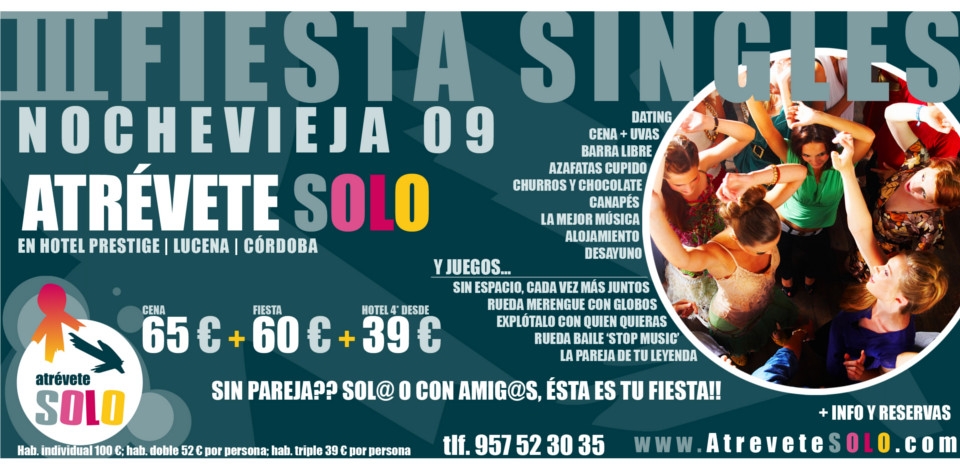 III FIESTA SINGLES
NOCHEVIEJA 09
ATRÉVETE SOLO
EN HOTEL PRESTIGE | LUCENA | CÓRDOBA
DATING
CENA + UVAS
BARRA LIBRE
AZAFATAS CUPIDO
CHURROS Y CHOCOLATE
CANAPÉS
LA MEJOR MÚSICA
ALOJAMIENTO
DESAYUNO
Y JUEGOS...
SIN ESPACIO, CADA VEZ MÁS JUNTOS
RUEDA MERENGUE CON GLOBOS
EXPLÓTALO CON QUIEN QUIERAS
RUEDA BAILE ‘STOP MUSIC’
LA PAREJA DE TU LEYENDA
CENA FIESTA HOTEL 4* DESDE
65 € + 60 € + 39 €
atrévete
SOLO
SIN PAREJA?? SOL@ O CON AMIG@S, ÉSTA ES TU FIESTA!!
+ INFO Y RESERVAS
Hab. individual 100 €; hab. doble 52 € por persona; hab. triple 39 € por persona
tlf. 957 52 30 35
www.AtreveteSOLO.com